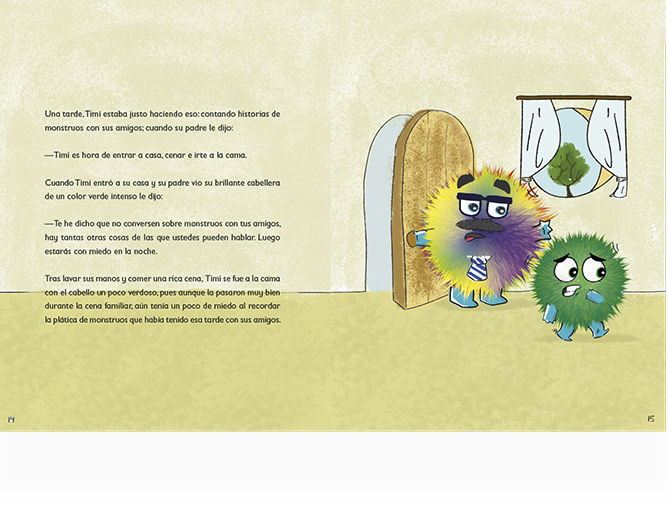 Una tarde, Timi estaba justo haciendo eso: contando historias de
monstruos con sus amigos; cuando su padre le dijo:
—Timi es hora de entrar a casa, cenar e irte a la cama.
Cuando Timi entró a su casa y su padre vio su brillante cabellera
de un color verde intenso le dijo:
—Te he dicho que no conversen sobre monstruos con tus amigos,
hay tantas otras cosas de las que ustedes pueden hablar. Luego
estarás con miedo en la noche.
Tras lavar sus manos y comer una rica cena, Timi se fue a la cama
con el cabello un poco verdoso, pues aunque la pasaron muy bien
durante la cena familiar, aún tenia un poco de miedo al recordar
la plática de monstruos que habia tenido esa tarde con sus amigos.
14
15